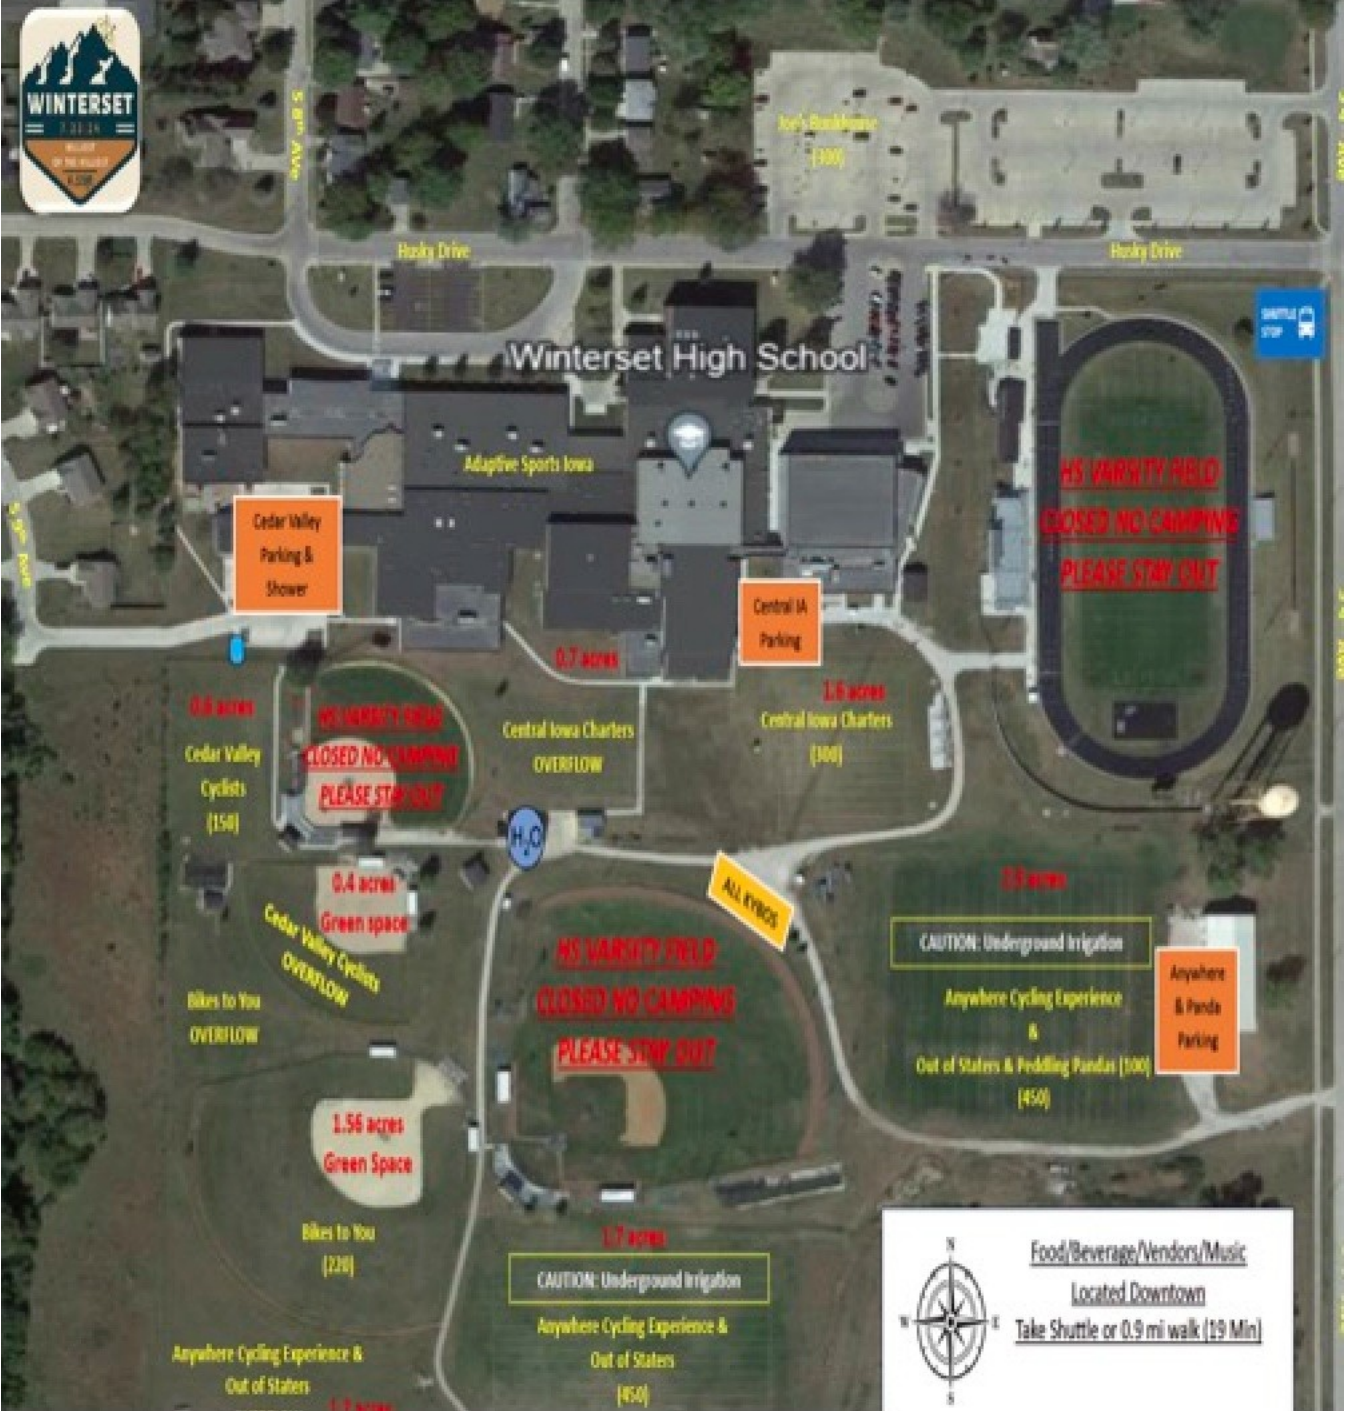 WINTERSET
S 8th Ave
Joe's Bunkhouse
(300)
Husky Drive
Husky Drive
SHUTTLE
STOP
Winterset High School
Adaptive Sports Iowa
HS VARSITY FIELD
CLOSED NO CAMPING
PLEASE STAY OUT
S 9th Ave
Cedar Valley
Parking &
Shower
Central IA
Parking
0.7 acres
1.6 acres
Central Iowa Charters
(300)
0.6 acres
Cedar Valley
Cyclists
(150)
HS VARSITY FIELD
CLOSED NO CAMPING
PLEASE STAY OUT
Central Iowa Charters
OVERFLOW
H2O
ALL KYBOS
0.4 acres
Green space
Cedar Valley Cyclists
OVERFLOW
Bikes to You
OVERFLOW
HS VARSITY FIELD
CLOSED NO CAMPING
PLEASE STAY OUT
acres
CAUTION: Underground Irrigation
Anywhere Cycling Experience
&
Out of Staters & Peddling Pandas (100)
(450)
Anywhere
& Panda
Parking
1.56 acres
Green Space
Bikes to You
(220)
1.7 acres
CAUTION: Underground Irrigation
Anywhere Cycling Experience &
Out of Staters
(450)
Anywhere Cycling Experience &
Out of Staters
acres
N
W
E
S
Food/Beverage/Vendors/Music
Located Downtown
Take Shuttle or 0.9 mi walk (19 Min)